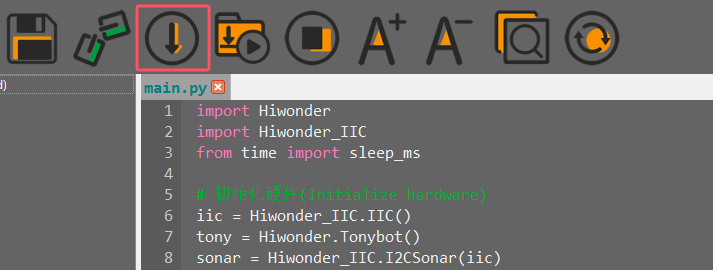 A+
A-
d)
main.py
1 import Hiwonder
2 import Hiwonder_IIC
3 from time import sleep_ms
4
5 # 初始化硬件(Initialize hardware)
6 iic = Hiwonder_IIC.IIC()
7 tony = Hiwonder.Tonybot()
8 sonar = Hiwonder_IIC.I2CSonar(iic)